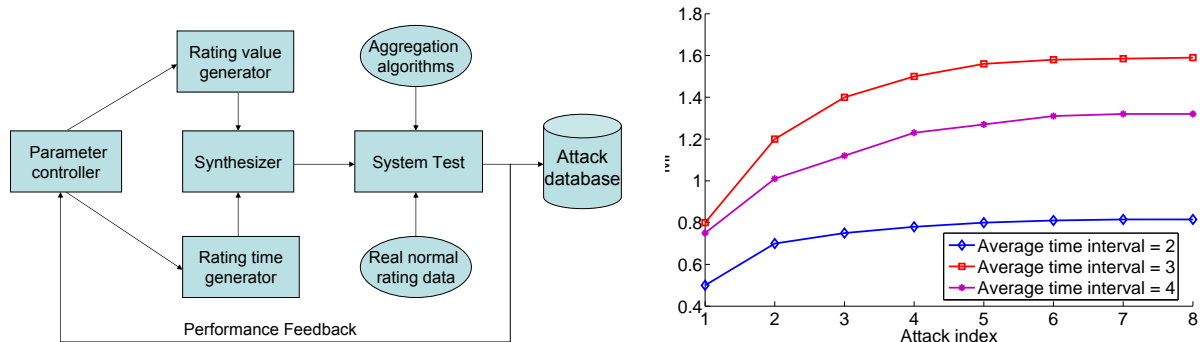 Rating value
generator
Aggregation
algorithms
Parameter
controller
Synthesizer
System Test
Attack
database
Rating time
generator
Real normal
rating data
Performance Feedback
1.6
1.4
1.2
1
0.8
0.6
0.4
Average time interval = 2
Average time interval = 3
Average time interval = 4
1 2 3 4 5 6 7 8
Attack index